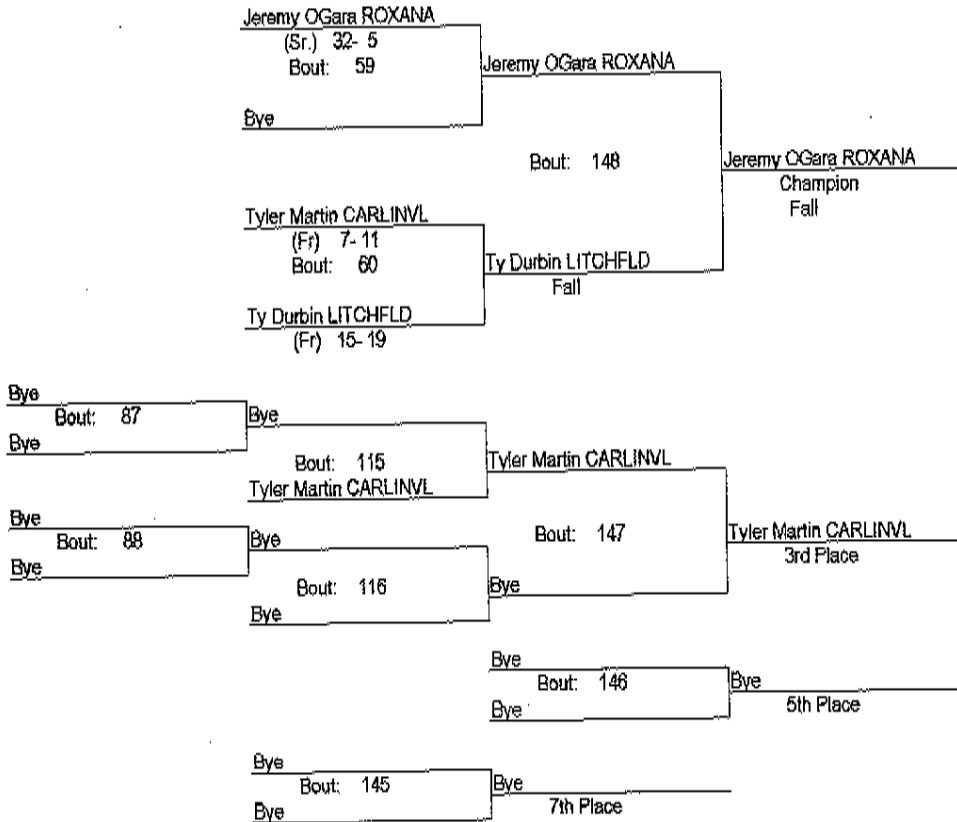 Jeremy OGara ROXANA
(Sr.) 32- 5
Bout: 59
Jeremy OGara ROXANA
Bye
Bout: 148
Jeremy OGara ROXANA
Champion
Fall
Tyler Martin CARLINVL
(Fr) 7- 11
Bout: 60
Ty Durbin LITCHFLD
Fall
Ty Durbin LITCHFLD
(Fr) 15- 19
Bye
Bout: 87
Bye
Bye
Bout: 115
Tyler Martin CARLINVL
Tyler Martin CARLINVL
Bye
Bout: 88
Bye
Bye
Bout: 116
Bye
Bout: 147
Bye
Tyler Martin CARLINVL
3rd Place
Bye
Bout: 146
Bye
Bye
5th Place
Bye
Bout: 145
Bye
Bye
7th Place